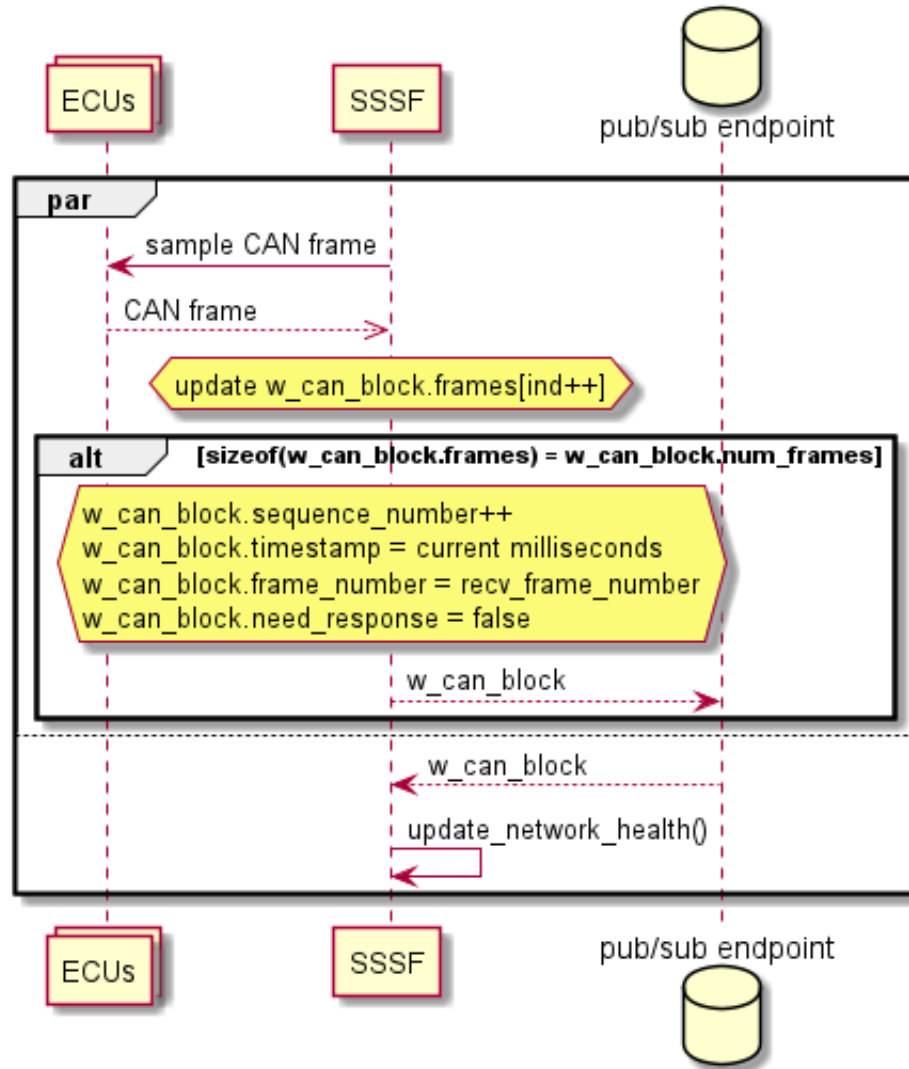 ECUs
SSSF
pub/sub endpoint
par
sample CAN frame
CAN frame
update w_can_block.frames[ind++]
alt
[sizeof(w_can_block.frames) = w_can_block.num_frames]
w_can_block.sequence_number++
w_can_block.timestamp = current milliseconds
w_can_block.frame_number = recv_frame_number
w_can_block.need_response = false
w_can_block
w_can_block
update_network_health()
ECUs
SSSF
pub/sub endpoint